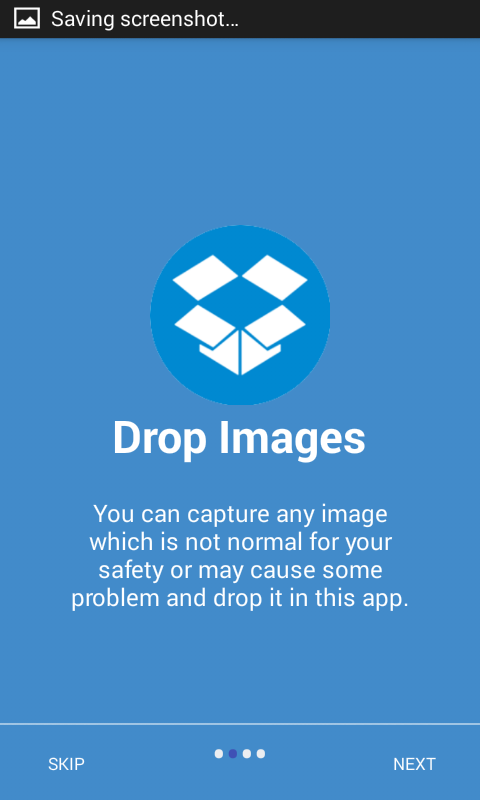 Saving screenshot...
Drop Images
You can capture any image
which is not normal for your
safety or may cause some
problem and drop it in this app.
SKIP
NEXT